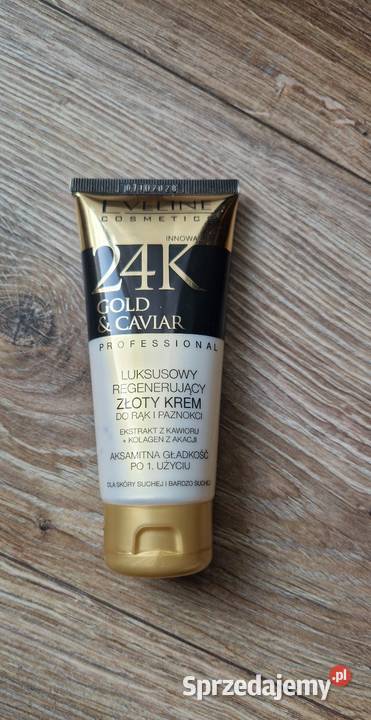 EVELINE
COSMETICS
24K
GOLD
& CAVIAR
PROFESSIONAL
LUKSUSOWY
REGENERUJĄCY
ZŁOTY KREM
DO RĄK I PAZNOKCI
EKSTRAKT Z KAWIORU
+ KOLAGEN Z AKACJI
AKSAMITNA GŁADKOŚĆ
PO 1. UŻYCIU
DLA SKÓRY SUCHEJ I BARDZO SUCHEJ
Sprzedajemy.pl